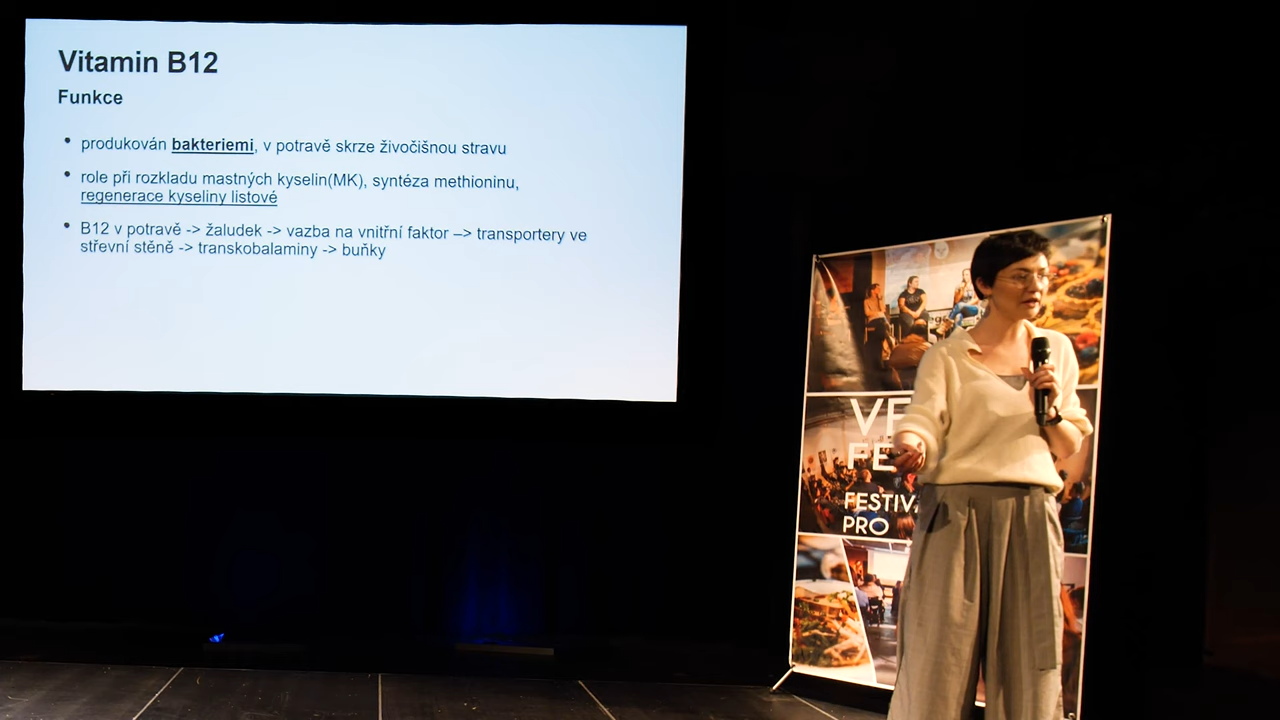 Vitamin B12
Funkce
• produkován bakteriemi, v potravě skrze živočišnou stravu
• role při rozkladu mastných kyselin(MK), syntéza methioninu,
regenerace kyseliny listové
• B12 v potravě -> žaludek -> vazba na vnitřní faktor –> transportery ve
střevní stěně -> transkobalaminy -> buňky
FESTIV
PRO